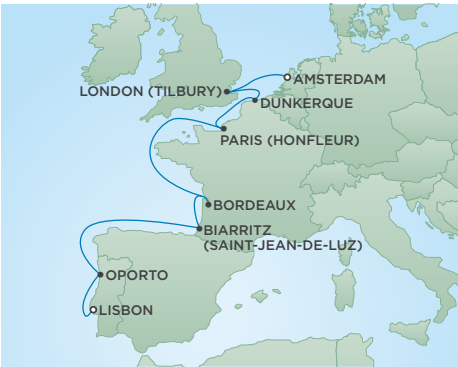 AMSTERDAM
LONDON (TILBURY)
DUNKERQUE
PARIS (HONFLEUR)
BORDEAUX
BIARRITZ
(SAINT-JEAN-DE-LUZ)
OPORTO
LISBON